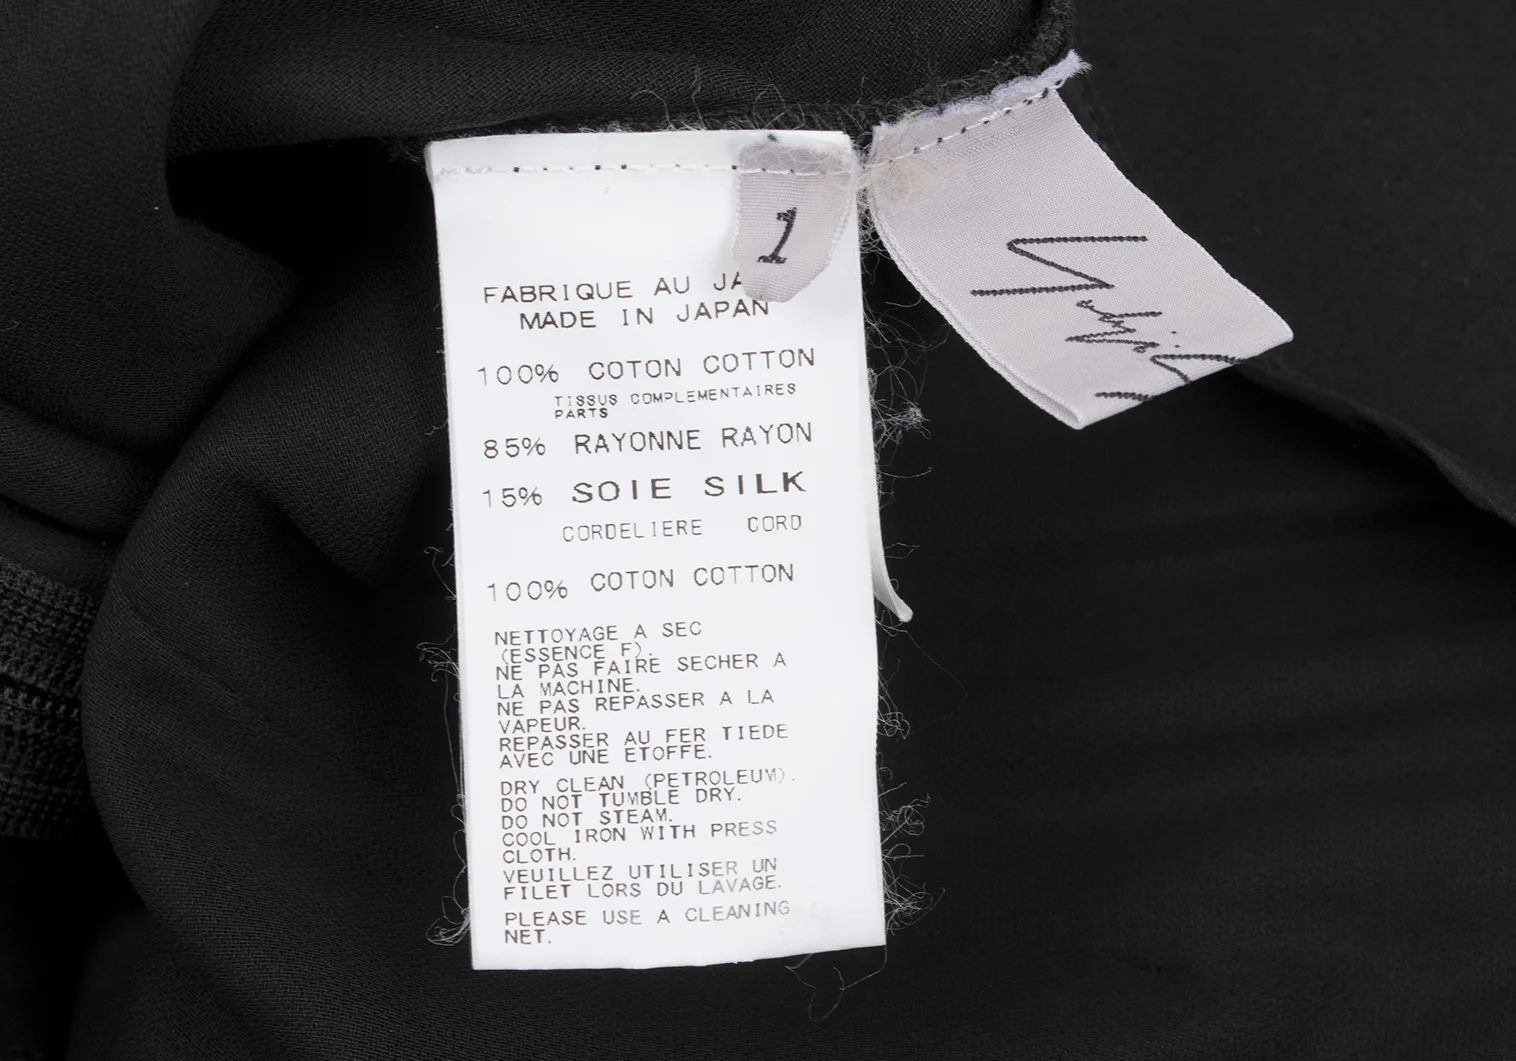 1
FABRIQUE AU JA
MADE IN JAPAN
100% COTON COTTON
TISSUS COMPLEMENTAIRES
PARTS
85% RAYONNE RAYON
15% SOIE SILK
CORDELIERE CORD
100% COTON COTTON
NETTOYAGE A SEC
(ESSENCE F).
NE PAS FAIRE SECHER A
LA MACHINE.
NE PAS REPASSER A LA
VAPEUR.
REPASSER AU FER TIEDE
AVEC UNE ETOFFE.
DRY CLEAN (PETROLEUM).
DO NOT TUMBLE DRY.
DO NOT STEAM.
COOL IRON WITH PRESS
CLOTH.
VEUILLEZ UTILISER UN
FILET LORS DU LAVAGE.
PLEASE USE A CLEANING
NET.